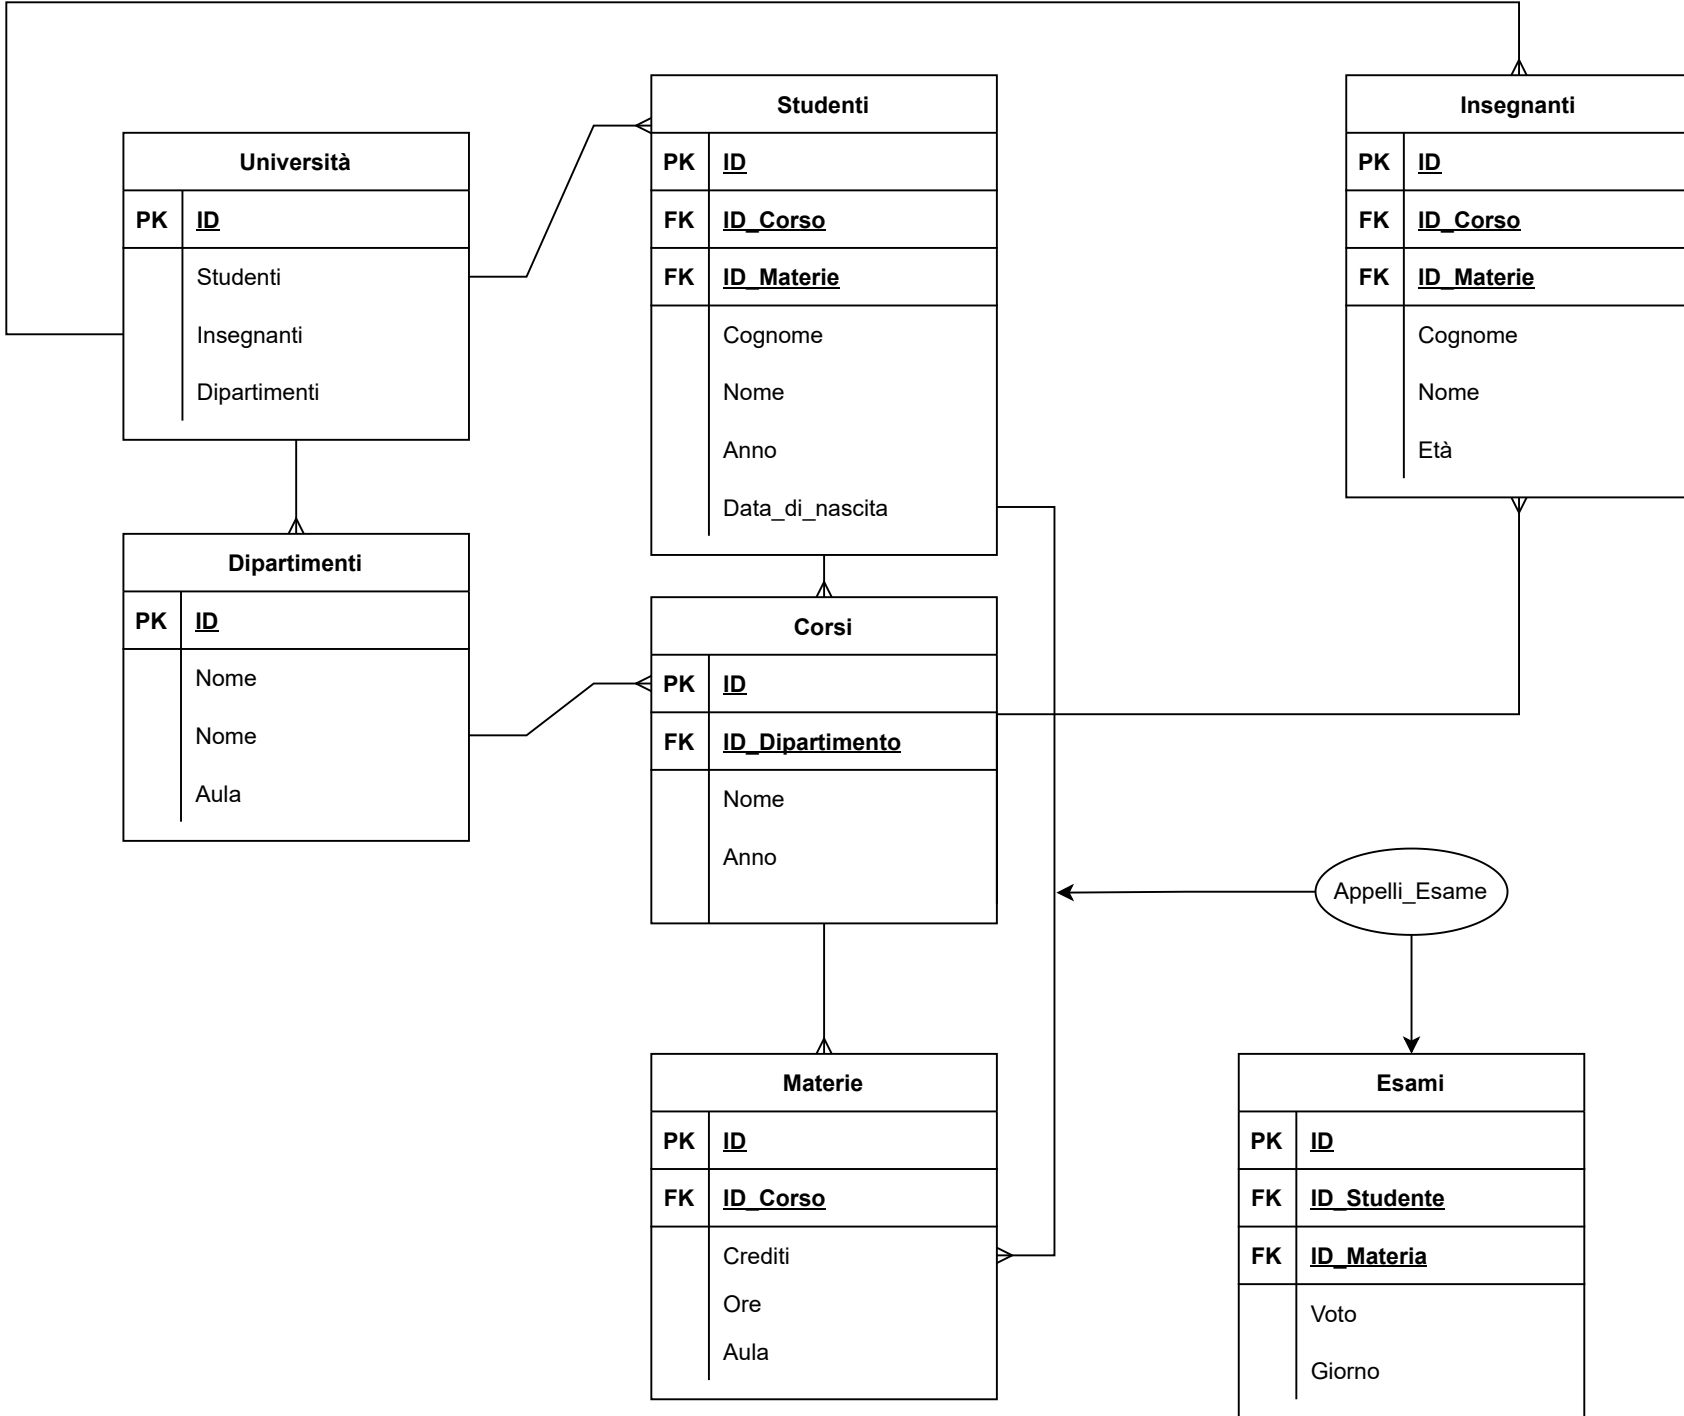 Università
PK ID
Studenti
Insegnanti
Dipartimenti
Studenti
PK ID
FK ID_Corso
FK ID_Materie
Cognome
Nome
Anno
Data_di_nascita
Insegnanti
PK ID
FK ID_Corso
FK ID_Materie
Cognome
Nome
Età
Dipartimenti
PK ID
Nome
Nome
Aula
Corsi
PK ID
FK ID_Dipartimento
Nome
Anno
Appelli_Esame
Materie
PK ID
FK ID_Corso
Crediti
Ore
Aula
Esami
PK ID
FK ID_Studente
FK ID_Materia
Voto
Giorno